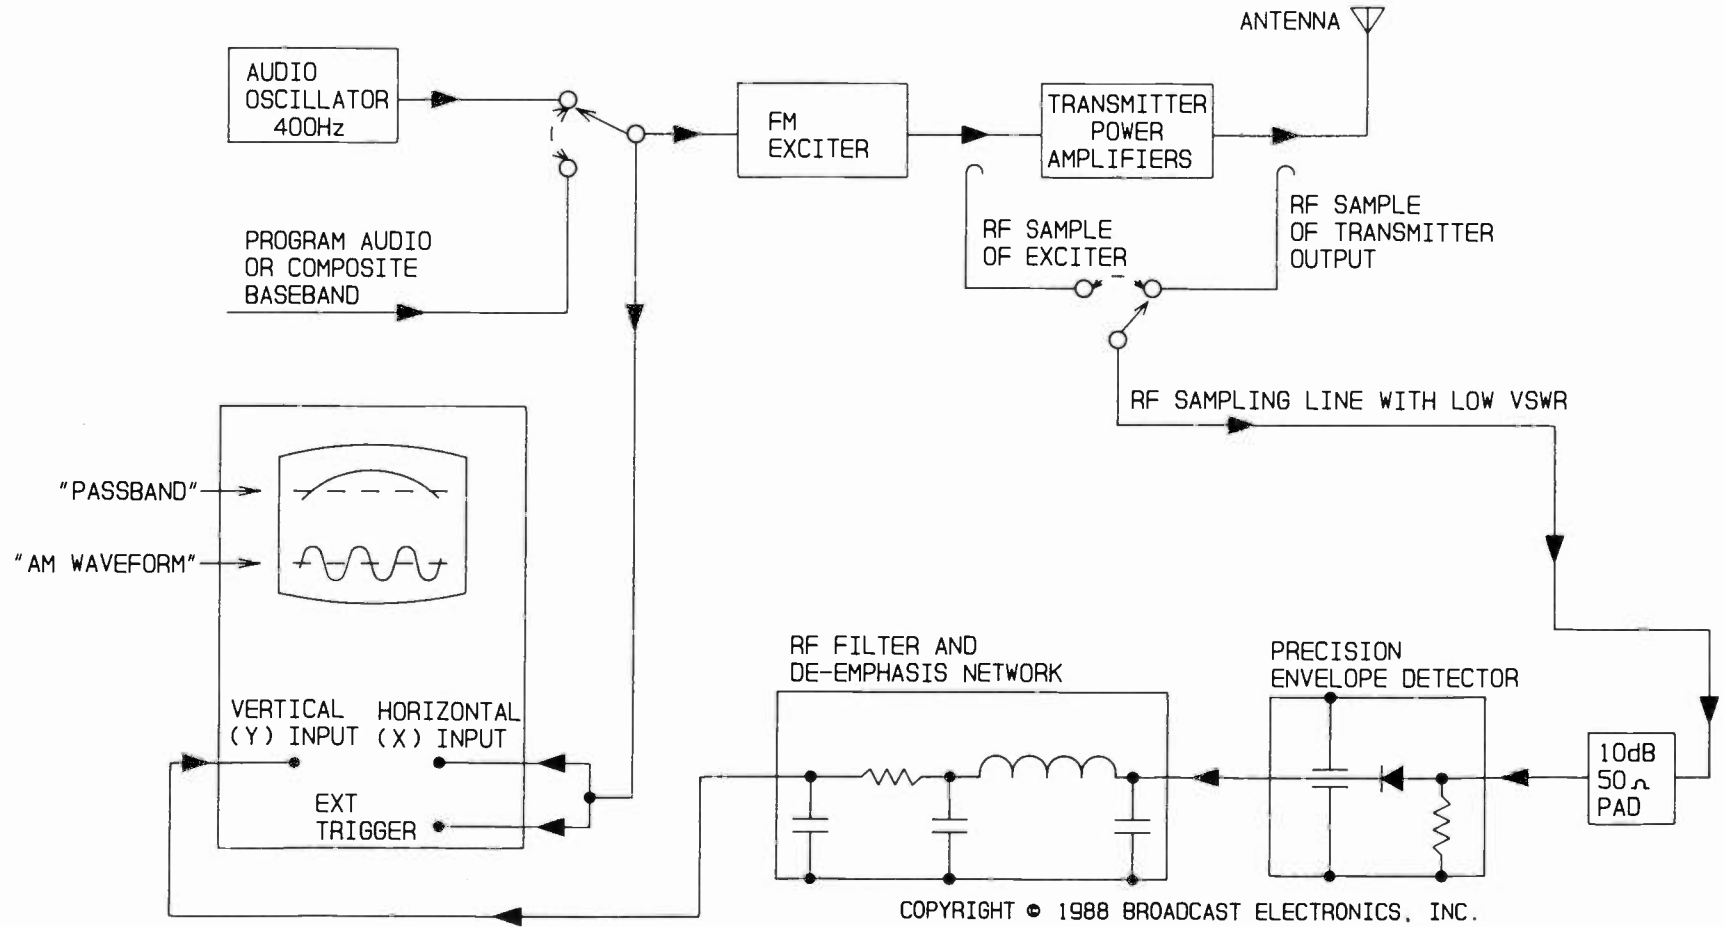 ANTENNA
AUDIO
OSCILLATOR
400Hz
FM
EXCITER
TRANSMITTER
POWER
AMPLIFIERS
PROGRAM AUDIO
OR COMPOSITE
BASEBAND
RF SAMPLE
OF EXCITER
RF SAMPLE
OF TRANSMITTER
OUTPUT
RF SAMPLING LINE WITH LOW VSWR
"PASSBAND"
"AM WAVEFORM"
VERTICAL
(Y) INPUT
HORIZONTAL
(X) INPUT
EXT
TRIGGER
RF FILTER AND
DE-EMPHASIS NETWORK
PRECISION
ENVELOPE DETECTOR
10dB
50Ω
PAD
COPYRIGHT © 1988 BROADCAST ELECTRONICS, INC.